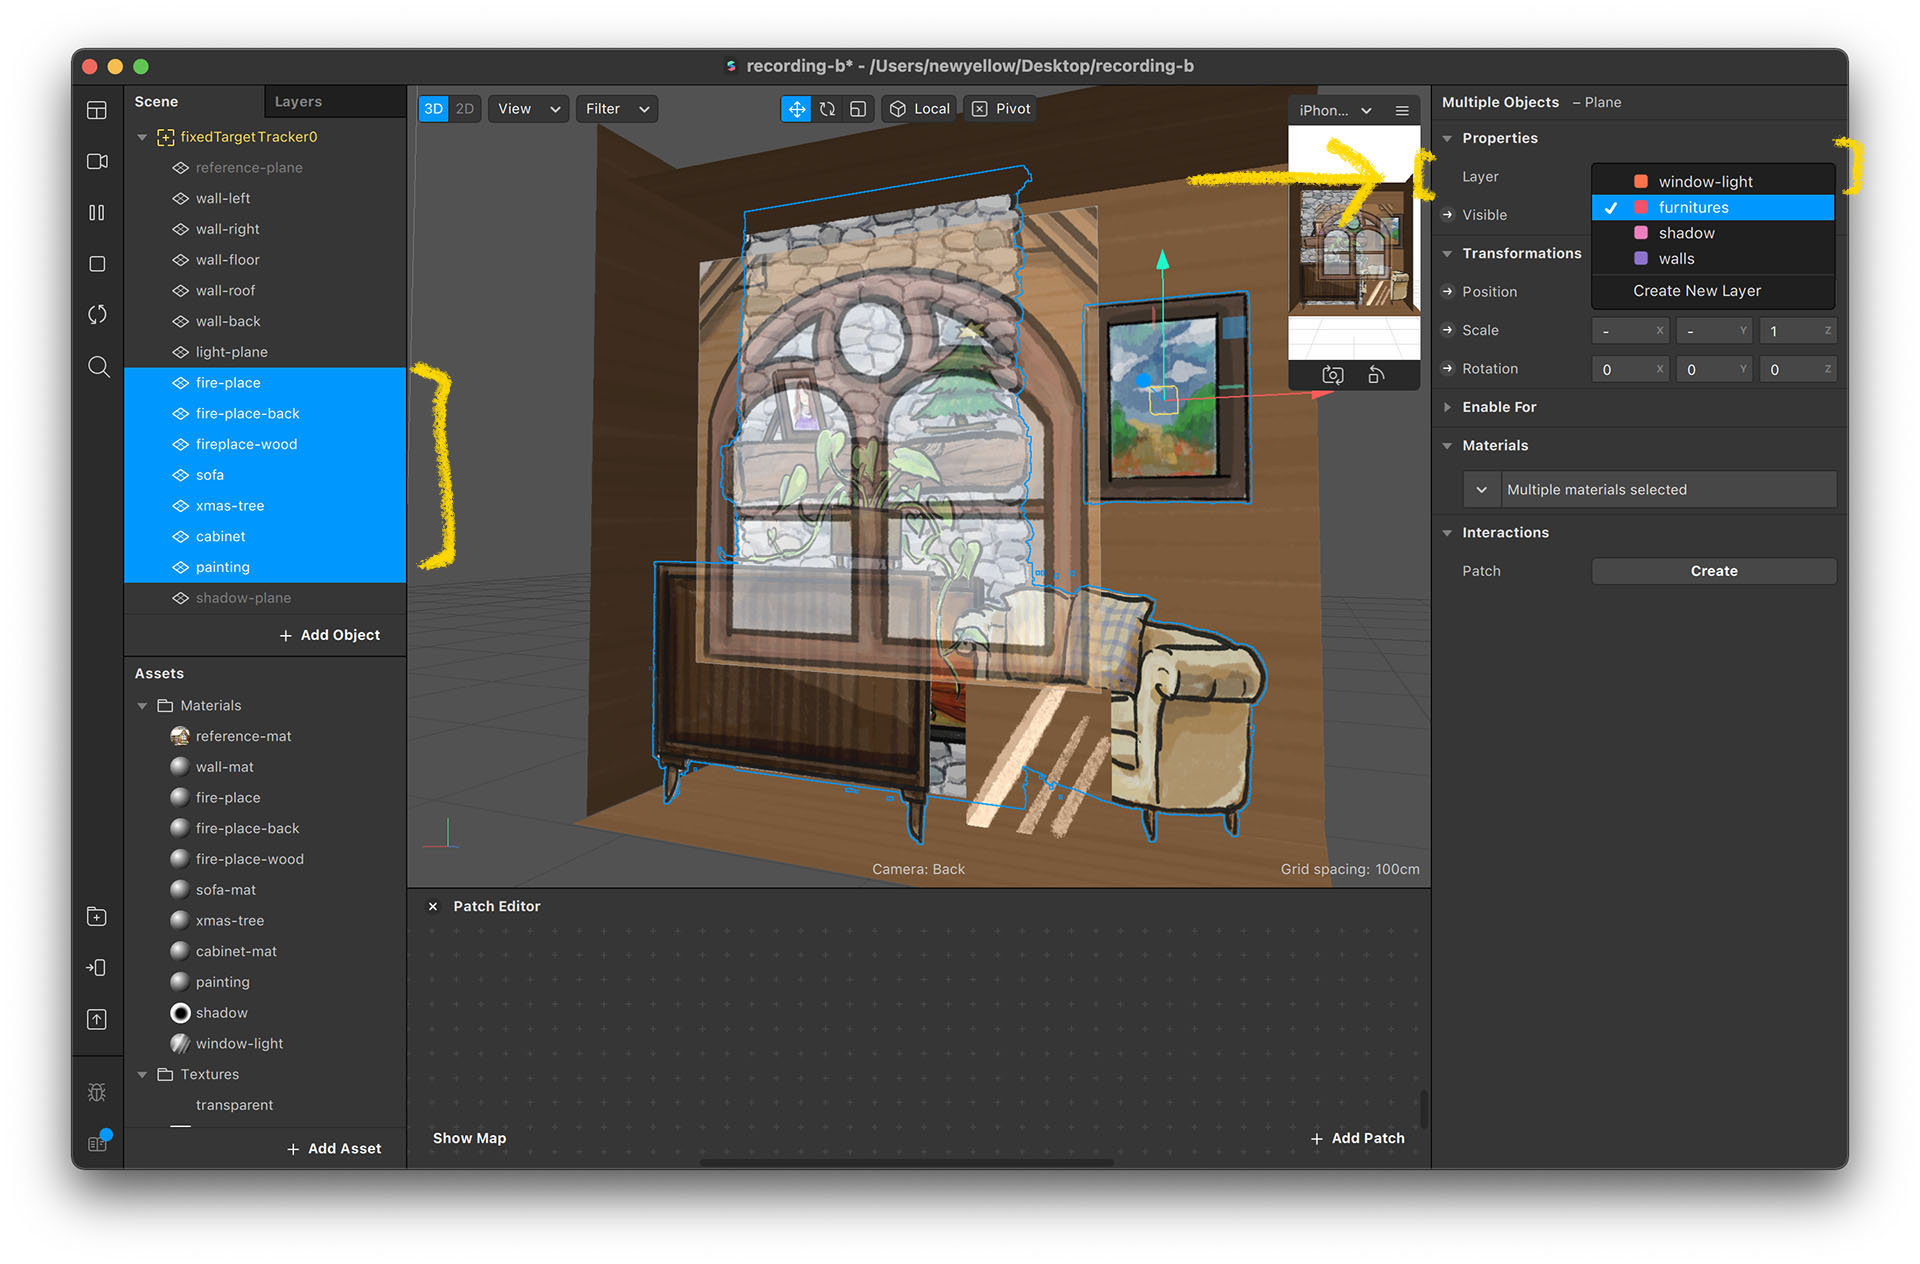 recording-b* - /Users/newyellow/Desktop/recording-b
Scene
Layers
fixedTargetTracker0
reference-plane
wall-left
wall-right
wall-floor
wall-roof
wall-back
light-plane
fire-place
fire-place-back
fireplace-wood
sofa
xmas-tree
cabinet
painting
shadow-plane
+ Add Object
Assets
Materials
reference-mat
wall-mat
fire-place
fire-place-back
fire-place-wood
sofa-mat
xmas-tree
cabinet-mat
painting
shadow
window-light
Textures
transparent
+ Add Asset
3D 2D View Filter Local Pivot
iPhon...
Camera: Back
Grid spacing: 100cm
Patch Editor
Show Map
+ Add Patch
Multiple Objects – Plane
Properties
Layer
window-light
furnitures
shadow
walls
Create New Layer
Visible
Transformations
Position
Scale - X - Y 1 Z
Rotation 0 X 0 Y 0 Z
Enable For
Materials
Multiple materials selected
Interactions
Patch Create